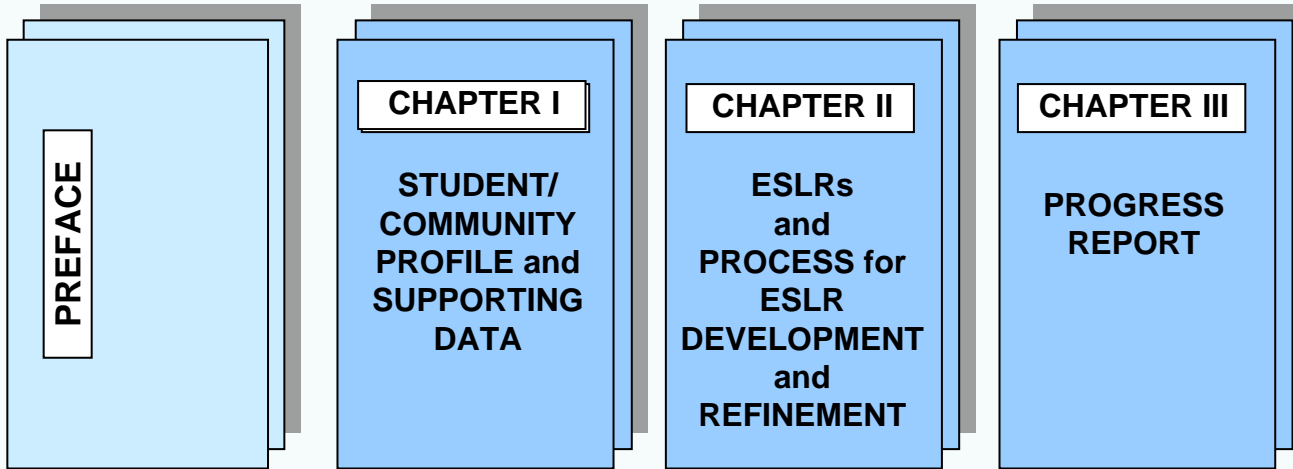 PREFACE
CHAPTER I
STUDENT/
COMMUNITY
PROFILE and
SUPPORTING
DATA
CHAPTER II
ESLRs
and
PROCESS for
ESLR
DEVELOPMENT
and
REFINEMENT
CHAPTER III
PROGRESS
REPORT